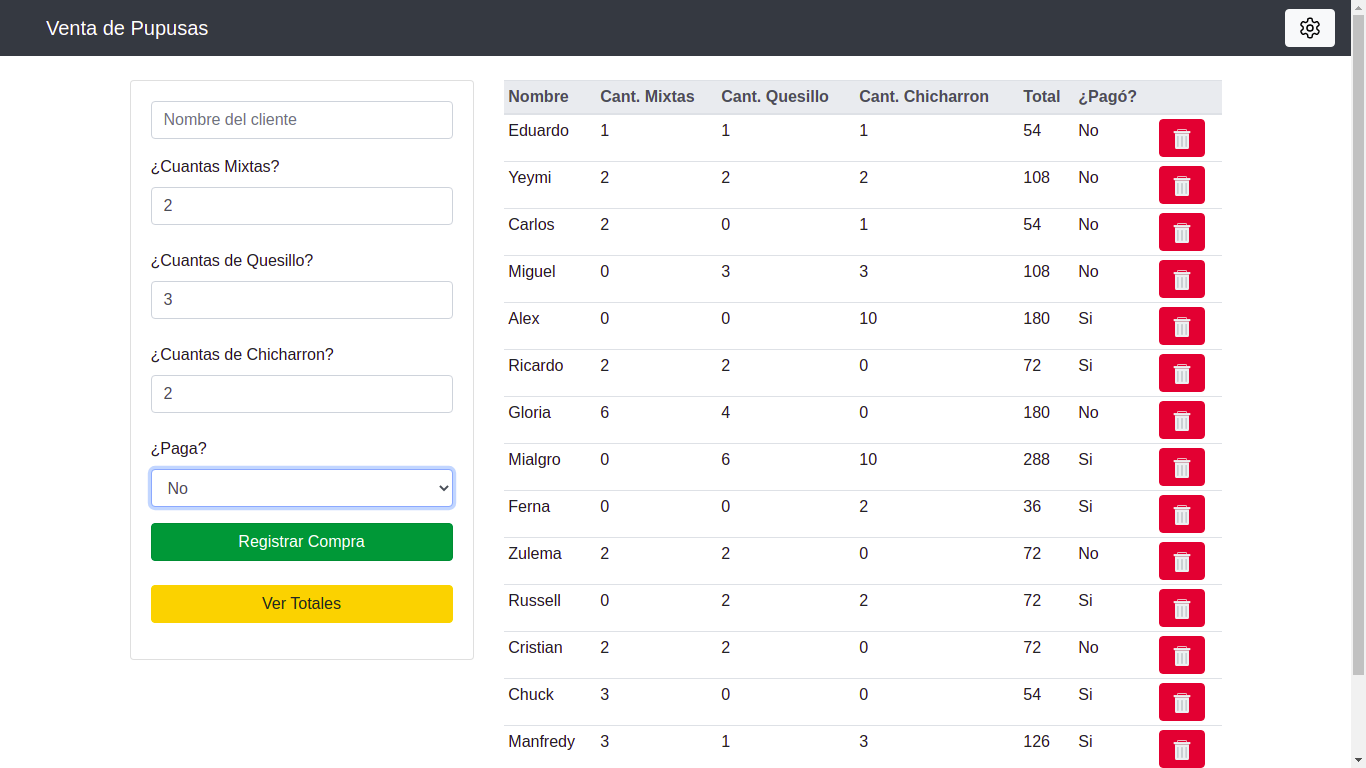 Venta de Pupusas
Nombre del cliente
¿Cuantas Mixtas?
2
¿Cuantas de Quesillo?
3
¿Cuantas de Chicharron?
2
¿Paga?
No
Registrar Compra
Ver Totales
Nombre Cant. Mixtas Cant. Quesillo Cant. Chicharron Total ¿Pagó?
Eduardo 1 1 1 54 No
Yeymi 2 2 2 108 No
Carlos 2 0 1 54 No
Miguel 0 3 3 108 No
Alex 0 0 10 180 Si
Ricardo 2 2 0 72 Si
Gloria 6 4 0 180 No
Mialgro 0 6 10 288 Si
Ferna 0 0 2 36 Si
Zulema 2 2 0 72 No
Russell 0 2 2 72 Si
Cristian 2 2 0 72 No
Chuck 3 0 0 54 Si
Manfredy 3 1 3 126 Si